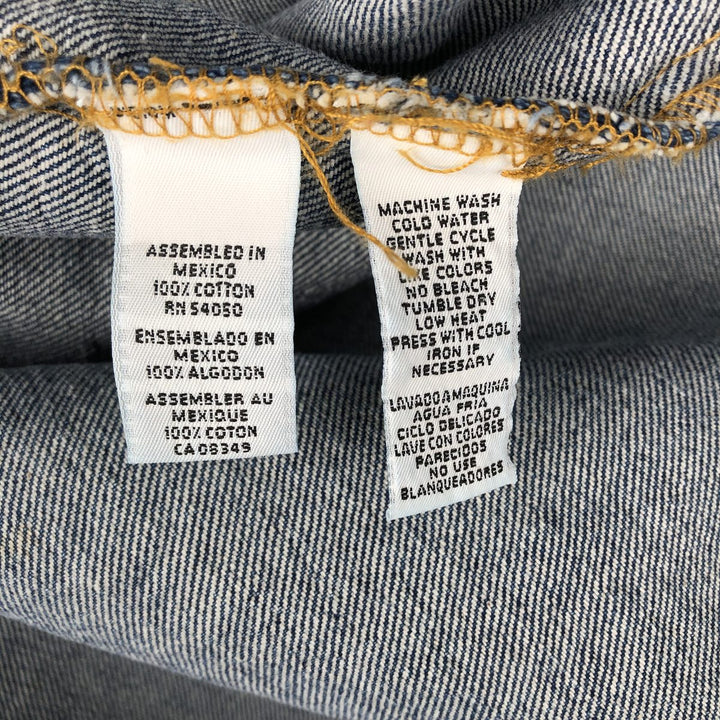 ASSEMBLED IN
MEXICO
100% COTTON
RN 54050
ENSEMBLADO EN
MEXICO
100% ALGODON
ASSEMBLER AU
MEXIQUE
100% COTON
CA 08349
MACHINE WASH
COLD WATER
GENTLE CYCLE
WASH WITH
LIKE COLORS
NO BLEACH
TUMBLE DRY
LOW HEAT
PRESS WITH COOL
IRON IF
NECESSARY
LAVADO A MAQUINA
AGUA FRIA
CICLO DELICADO
LAVE CON COLORES
PARECIDOS
NO USE
BLANQUEADORES